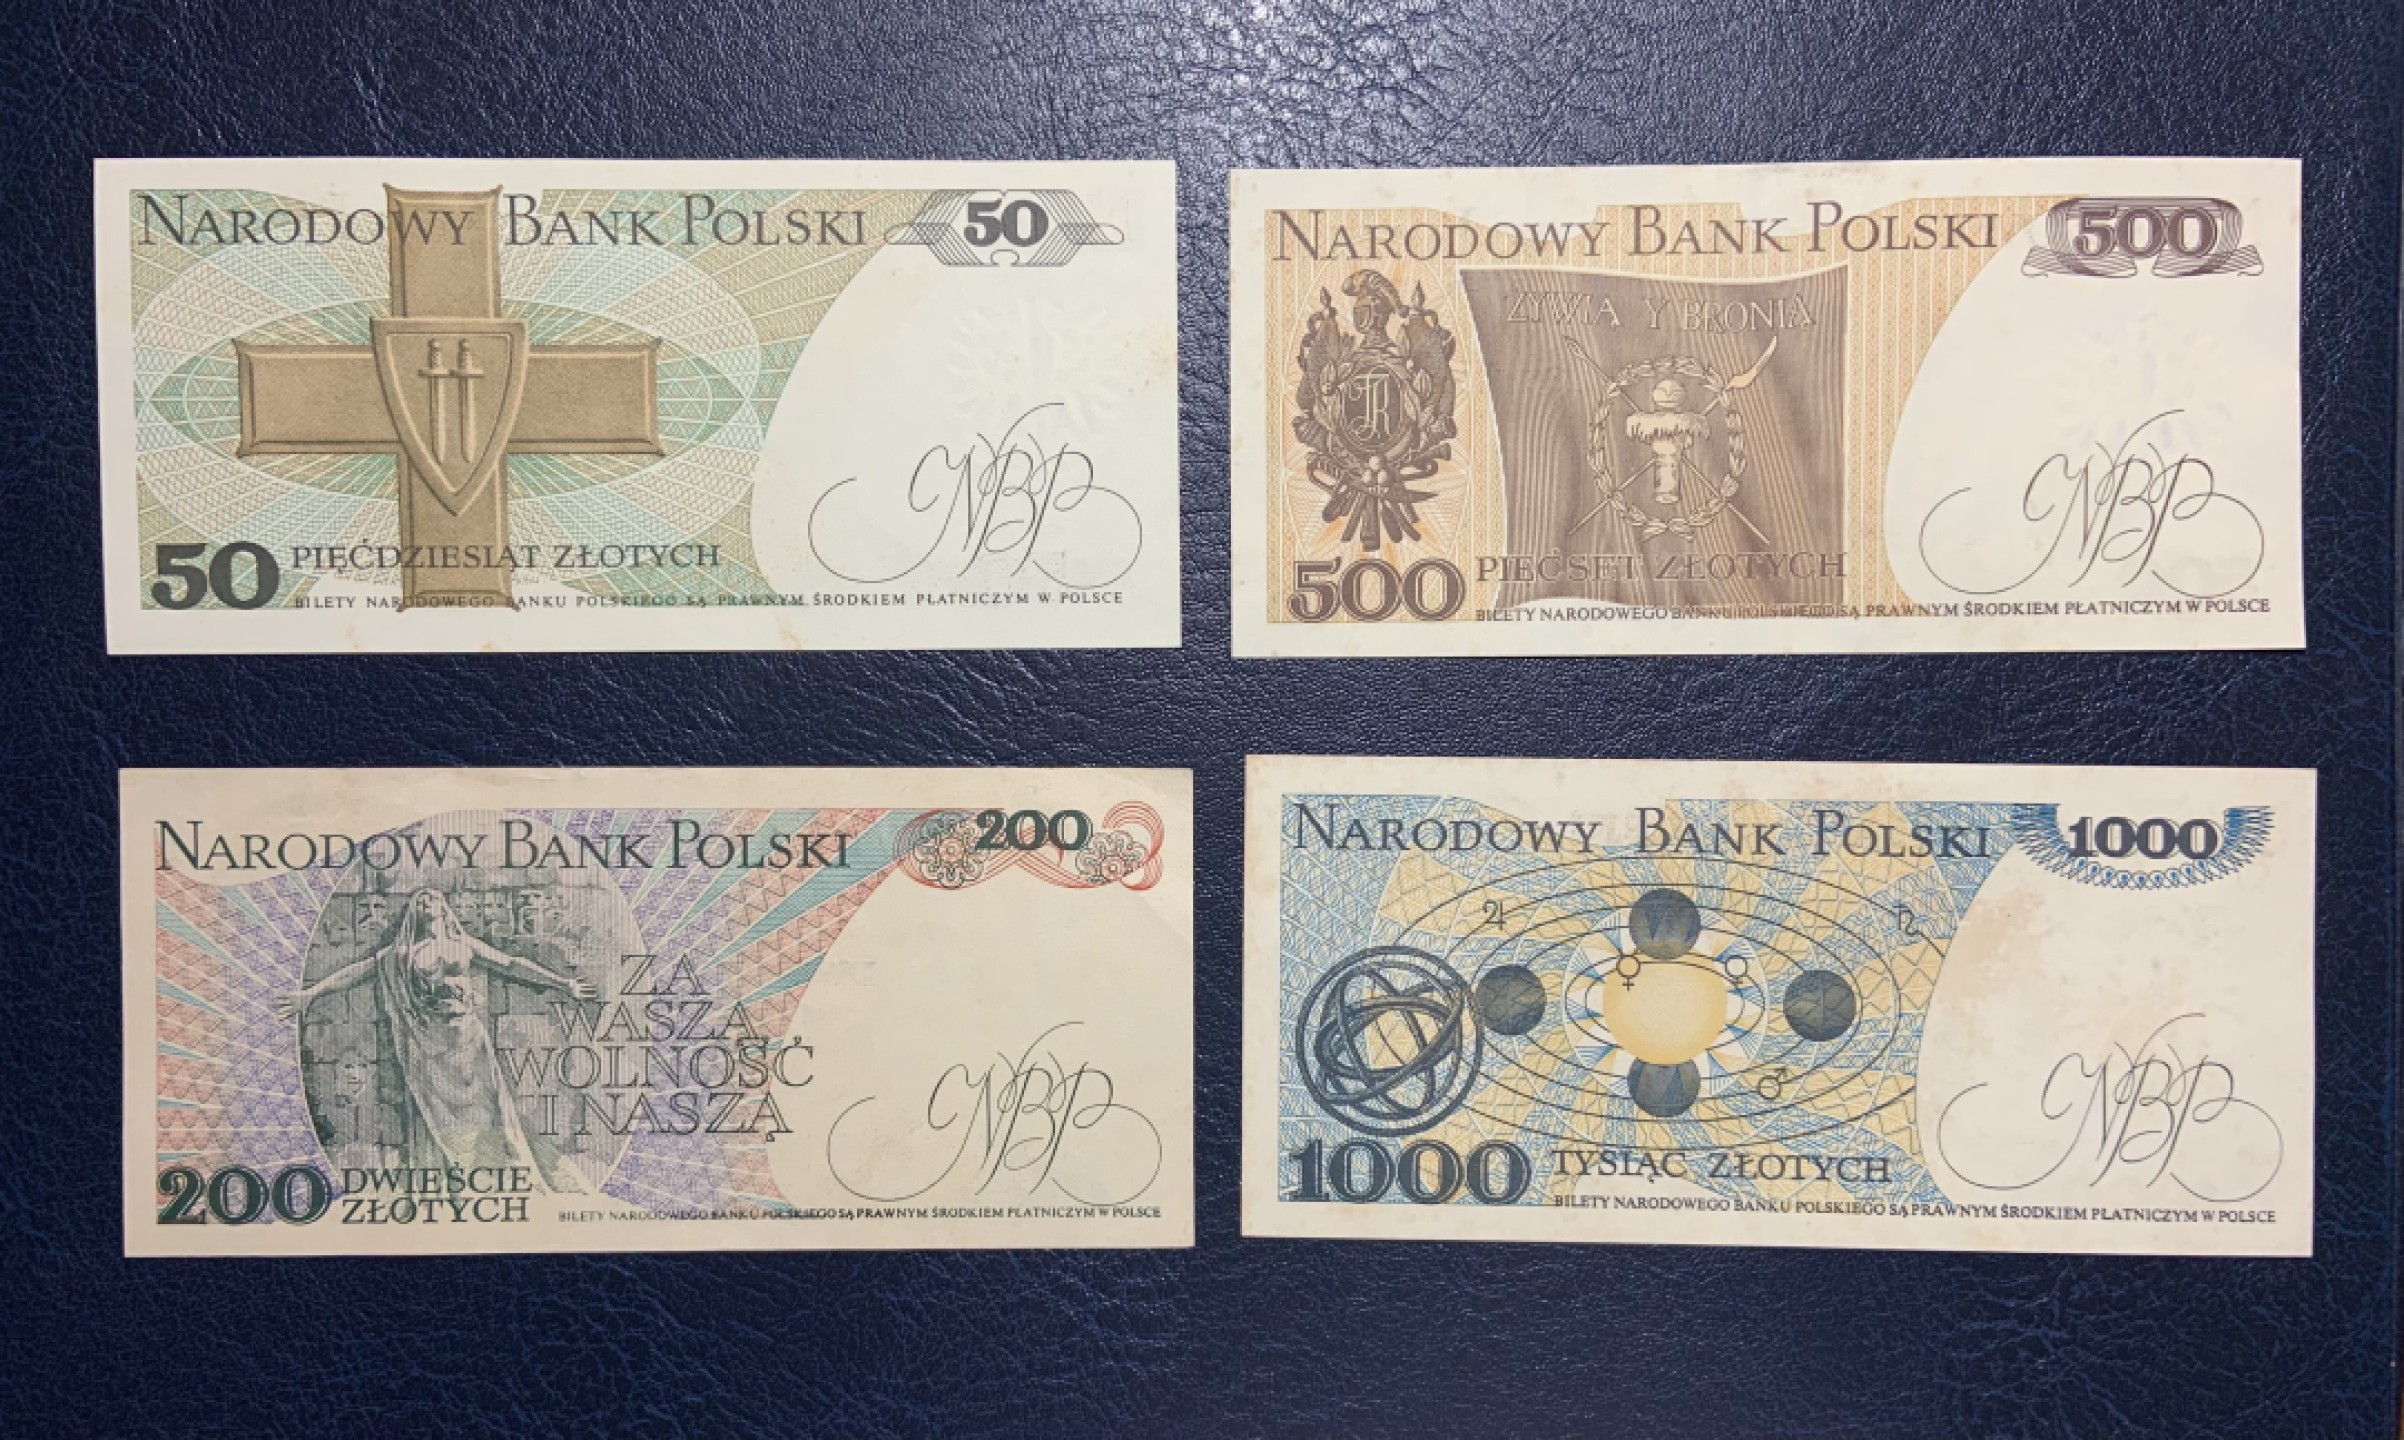 NARODOWY BANK POLSKI 50
NBP
50 PIĘĆDZIESIĄT ZŁOTYCH
BILETY NARODOWEGO BANKU POLSKIEGO SĄ PRAWNYM ŚRODKIEM PŁATNICZYM W POLSCE
NARODOWY BANK POLSKI 500
ŻYWIĄ Y BRONIĄ
NBP
500 PIĘĆSET ZŁOTYCH
BILETY NARODOWEGO BANKU POLSKIEGO SĄ PRAWNYM ŚRODKIEM PŁATNICZYM W POLSCE
NARODOWY BANK POLSKI 200
ZA
WASZĄ
WOLNOŚĆ
I NASZĄ
NBP
200 DWIEŚCIE
ZŁOTYCH
BILETY NARODOWEGO BANKU POLSKIEGO SĄ PRAWNYM ŚRODKIEM PŁATNICZYM W POLSCE
NARODOWY BANK POLSKI 1000
♃ ♄
♀ ♀
♂
NBP
1000 TYSIĄC ZŁOTYCH
BILETY NARODOWEGO BANKU POLSKIEGO SĄ PRAWNYM ŚRODKIEM PŁATNICZYM W POLSCE